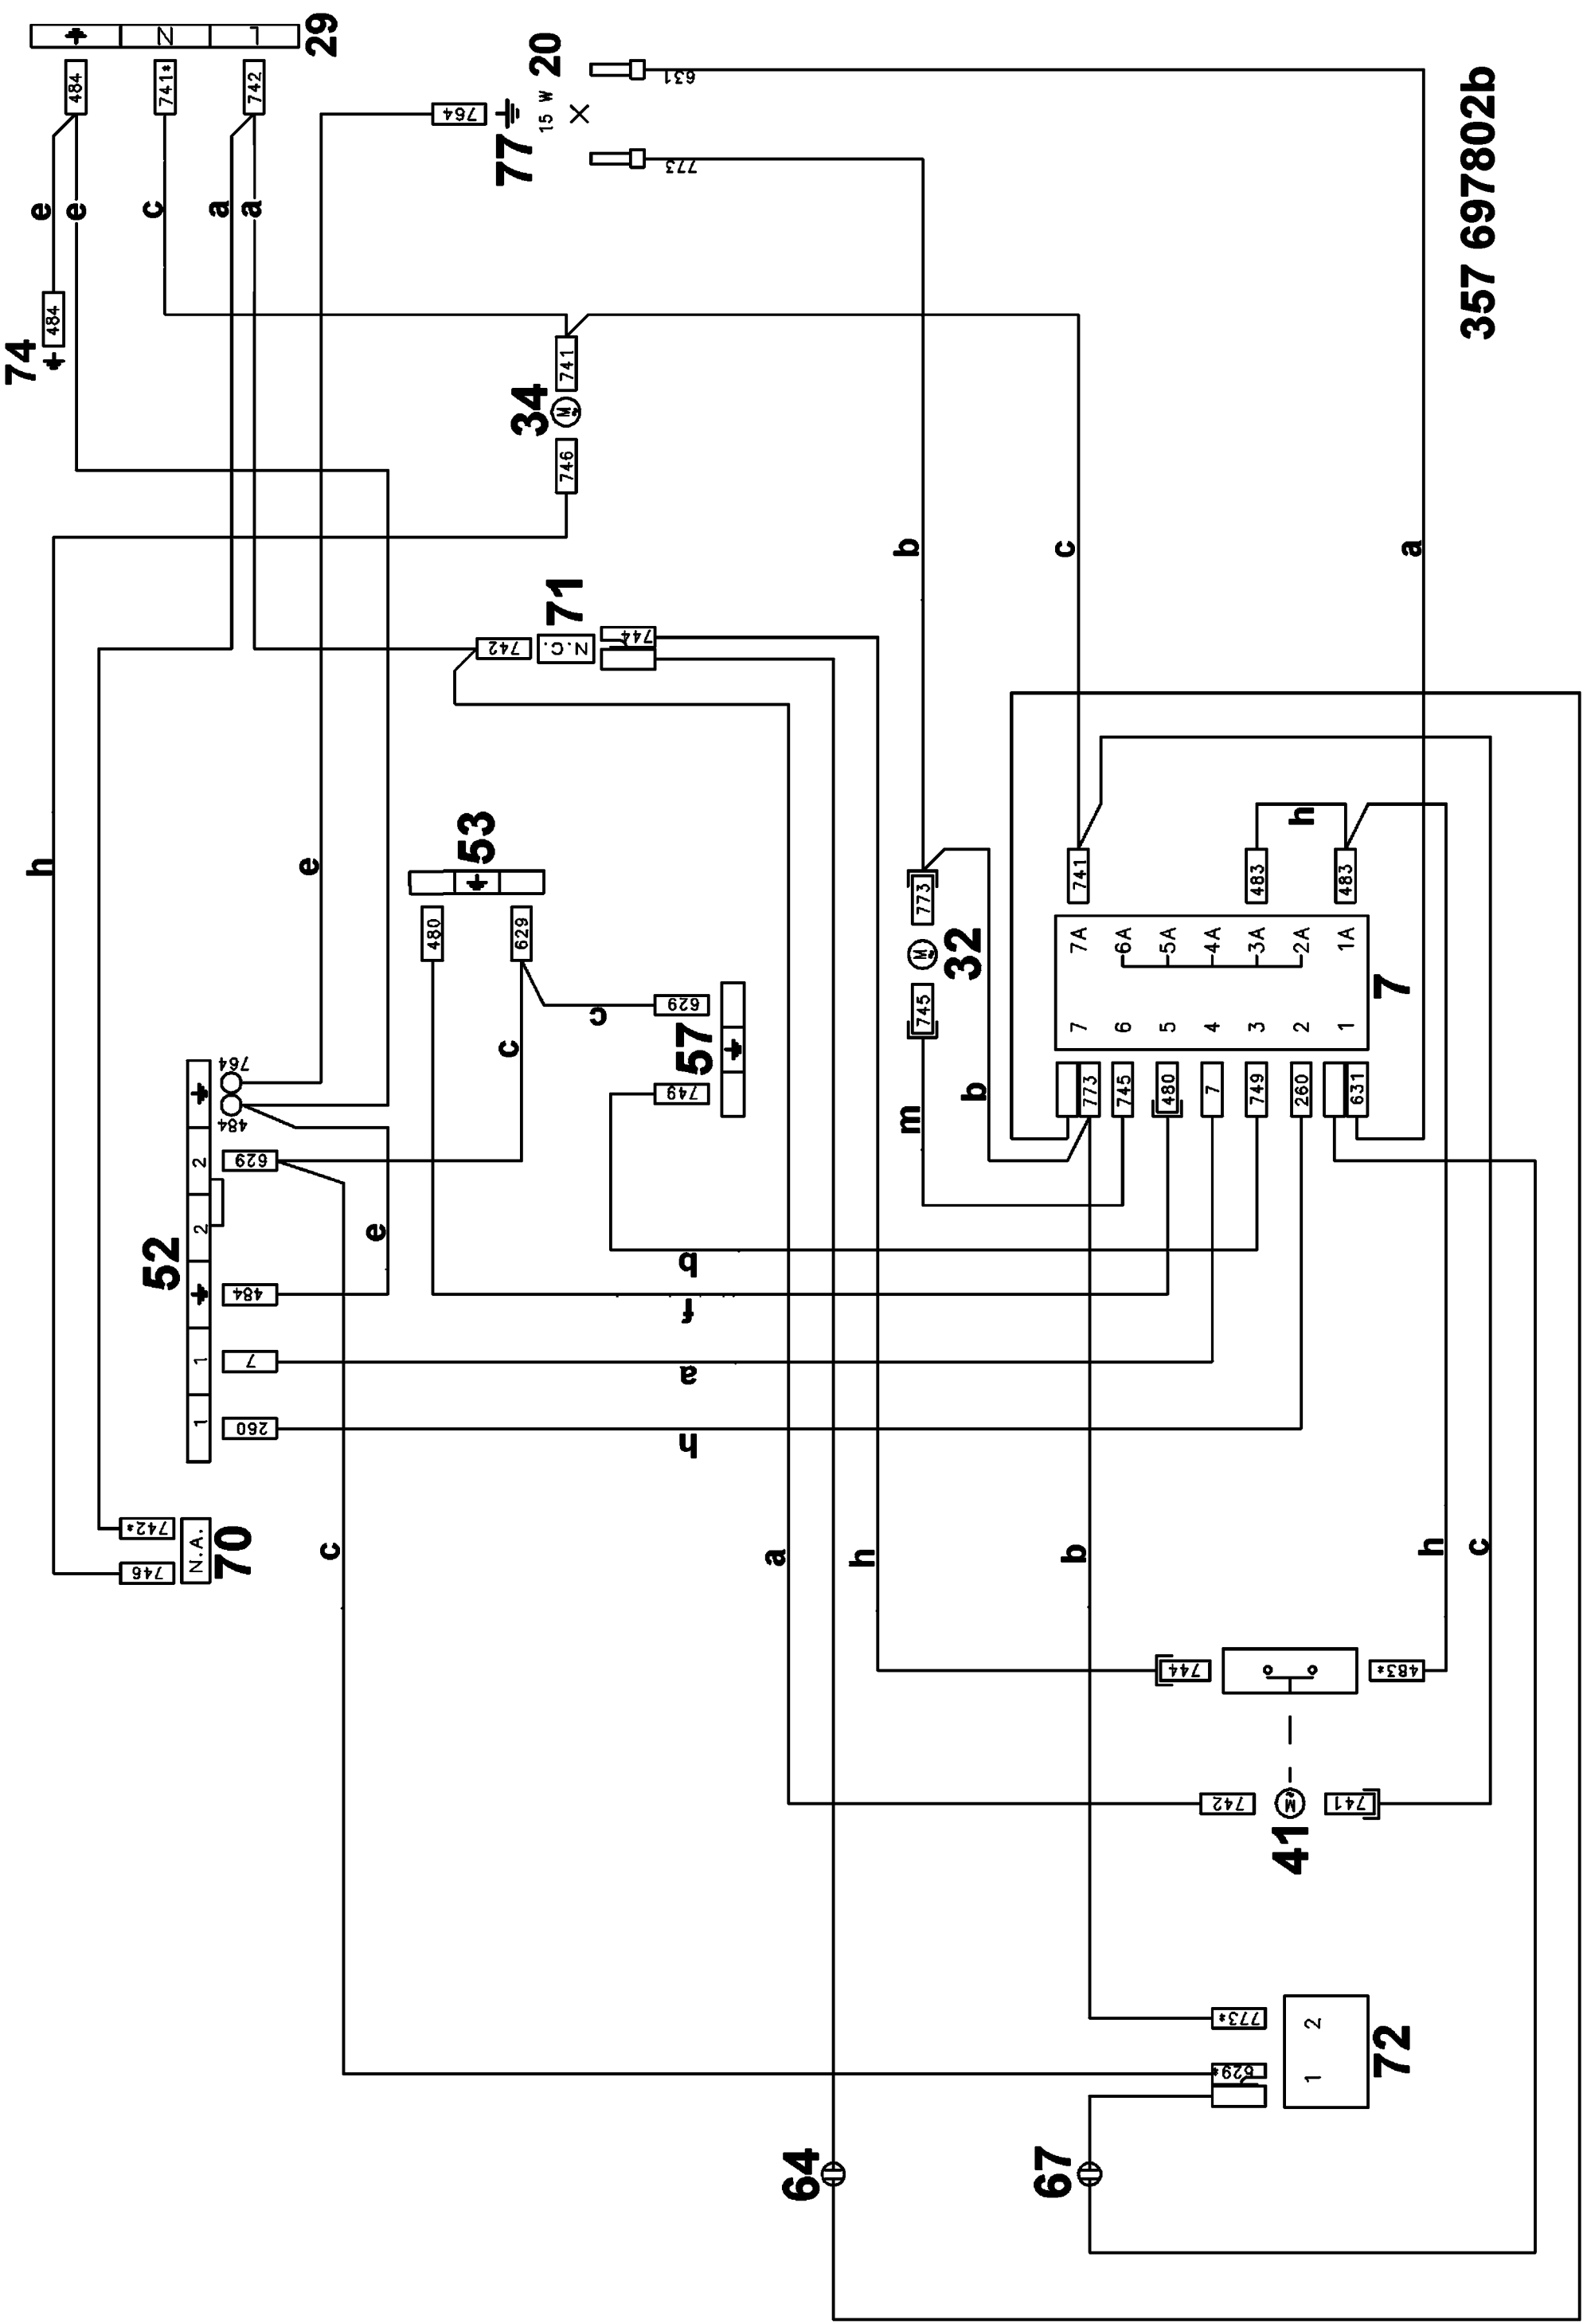 29
L
N
484
741*
742
20
15 W
764
77
631
773
e
e
c
a
a
357 697802b
484
74
741
34
746
b
c
a
71
742
N.C.
744
h
e
53
480
629
773
32
745
741
h
483
483
7A
6A
5A
4A
3A
2A
1A
7
7
6
5
4
3
2
1
773
745
480
7
749
260
631
c
c
629
57
749
m
b
764
484
2
629
2
52
484
1
7
1
260
e
b
f
a
h
742*
746
N.A.
70
c
a
h
b
h
c
744
483*
742
741
41
773*
629*
2
1
72
64
67